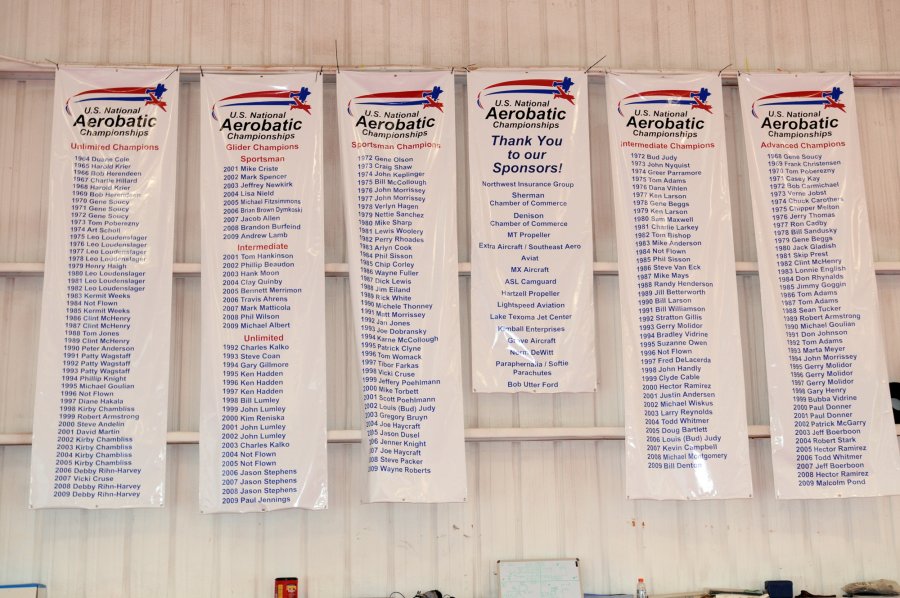 U.S. National
Aerobatic
Championships
Unlimited Champions
1964 Duane Cole
1965 Harold Krier
1966 Bob Herendeen
1967 Charlie Hillard
1968 Harold Krier
1969 Bob Herendeen
1970 Gene Soucy
1971 Gene Soucy
1972 Gene Soucy
1973 Tom Poberezny
1974 Art Scholl
1975 Leo Loudenslager
1976 Leo Loudenslager
1977 Leo Loudenslager
1978 Leo Loudenslager
1979 Henry Haigh
1980 Leo Loudenslager
1981 Leo Loudenslager
1982 Leo Loudenslager
1983 Kermit Weeks
1984 Not Flown
1985 Kermit Weeks
1986 Clint McHenry
1987 Clint McHenry
1988 Tom Jones
1989 Clint McHenry
1990 Peter Anderson
1991 Patty Wagstaff
1992 Patty Wagstaff
1993 Patty Wagstaff
1994 Phillip Knight
1995 Michael Goulian
1996 Not Flown
1997 Diane Hakala
1998 Kirby Chambliss
1999 Robert Armstrong
2000 Steve Andelin
2001 David Martin
2002 Kirby Chambliss
2003 Kirby Chambliss
2004 Kirby Chambliss
2005 Kirby Chambliss
2006 Debby Rihn-Harvey
2007 Vicki Cruse
2008 Debby Rihn-Harvey
2009 Debby Rihn-Harvey
U.S. National
Aerobatic
Championships
Glider Champions
Sportsman
2001 Mike Criste
2002 Mark Spencer
2003 Jeffrey Newkirk
2004 Lisa Nield
2005 Michael Fitzsimmons
2006 Brian Brown Dymkoski
2007 Jacob Allen
2008 Brandon Burfeind
2009 Andrew Lamb
Intermediate
2001 Tom Hankinson
2002 Phillip Beaudon
2003 Hank Moon
2004 Clay Quinby
2005 Bennett Merrimon
2006 Travis Ahrens
2007 Mark Matticola
2008 Phil Wilson
2009 Michael Albert
Unlimited
1992 Charles Kalko
1993 Steve Coan
1994 Gary Gillmore
1995 Ken Hadden
1996 Ken Hadden
1997 Ken Hadden
1998 Bill Lumley
1999 John Lumley
2000 Kim Reniska
2001 John Lumley
2002 John Lumley
2003 Charles Kalko
2004 Not Flown
2005 Not Flown
2006 Jason Stephens
2007 Jason Stephens
2008 Jason Stephens
2009 Paul Jennings
U.S. National
Aerobatic
Championships
Sportsman Champions
1972 Gene Olson
1973 Craig Shaw
1974 John Keplinger
1975 Bill McCollough
1976 John Morrissey
1977 John Morrissey
1978 Verlyn Hagen
1979 Nettie Sanchez
1980 Mike Sharp
1981 Lewis Woolery
1982 Perry Rhoades
1983 Arlyn Cook
1984 Phil Sisson
1985 Chip Corley
1986 Wayne Fuller
1987 Dick Lewis
1988 Jim Eiland
1989 Rick White
1990 Michele Thonney
1991 Matt Morrissey
1992 Jan Jones
1993 Joe Dobransky
1994 Karne McCollough
1995 Patrick Clyne
1996 Tom Womack
1997 Tibor Farkas
1998 Vicki Cruse
1999 Jeffery Poehlmann
2000 Mike Torbett
2001 Scott Poehlmann
2002 Louis (Bud) Judy
2003 Gregory Bruyn
2004 Joe Haycraft
2005 Jason Dusel
2006 Jenner Knight
2007 Joe Haycraft
2008 Steve Packer
2009 Wayne Roberts
U.S. National
Aerobatic
Championships
Thank You
to our
Sponsors!
Northwest Insurance Group
Sherman
Chamber of Commerce
Denison
Chamber of Commerce
MT Propeller
Extra Aircraft / Southeast Aero
Aviat
MX Aircraft
ASL Camguard
Hartzell Propeller
Lightspeed Aviation
Lake Texoma Jet Center
Kimball Enterprises
Grove Aircraft
Norm DeWitt
Paraphernalia / Softie
Parachutes
Bob Utter Ford
U.S. National
Aerobatic
Championships
Intermediate Champions
1972 Bud Judy
1973 John Nyquist
1974 Greer Parramore
1975 Tom Adams
1976 Dana Vihlen
1977 Ken Larson
1978 Gene Beggs
1979 Ken Larson
1980 Sam Maxwell
1981 Charlie Larkey
1982 Tom Bishop
1983 Mike Anderson
1984 Not Flown
1985 Phil Sisson
1986 Steve Van Eck
1987 Mike Mays
1988 Randy Henderson
1989 Jill Betterworth
1990 Bill Larson
1991 Bill Williamson
1992 Stratton Gillis
1993 Gerry Molidor
1994 Bradley Vidrine
1995 Suzanne Owen
1996 Not Flown
1997 Fred DeLacerda
1998 John Handly
1999 Clyde Cable
2000 Hector Ramirez
2001 Justin Andersen
2002 Michael Wiskus
2003 Larry Reynolds
2004 Todd Whitmer
2005 Doug Bartlett
2006 Louis (Bud) Judy
2007 Kevin Campbell
2008 Michael Montgomery
2009 Bill Denton
U.S. National
Aerobatic
Championships
Advanced Champions
1968 Gene Soucy
1969 Frank Christensen
1970 Tom Poberezny
1971 Casey Kay
1972 Bob Carmichael
1973 Verne Jobst
1974 Chuck Carothers
1975 Chipper Melton
1976 Jerry Thomas
1977 Ron Cadby
1978 Bill Sandusky
1979 Gene Beggs
1980 Jack Gladish
1981 Skip Prest
1982 Clint McHenry
1983 Lonnie English
1984 Don Rhynalds
1985 Jimmy Goggin
1986 Tom Adams
1987 Tom Adams
1988 Sean Tucker
1989 Robert Armstrong
1990 Michael Goulian
1991 Don Johnson
1992 Tom Adams
1993 Marta Meyer
1994 John Morrissey
1995 Gerry Molidor
1996 Gerry Molidor
1997 Gerry Molidor
1998 Gary Henry
1999 Bubba Vidrine
2000 Paul Donner
2001 Paul Donner
2002 Patrick McGarry
2003 Jeff Boerboon
2004 Robert Stark
2005 Hector Ramirez
2006 Todd Whitmer
2007 Jeff Boerboon
2008 Hector Ramirez
2009 Malcolm Pond